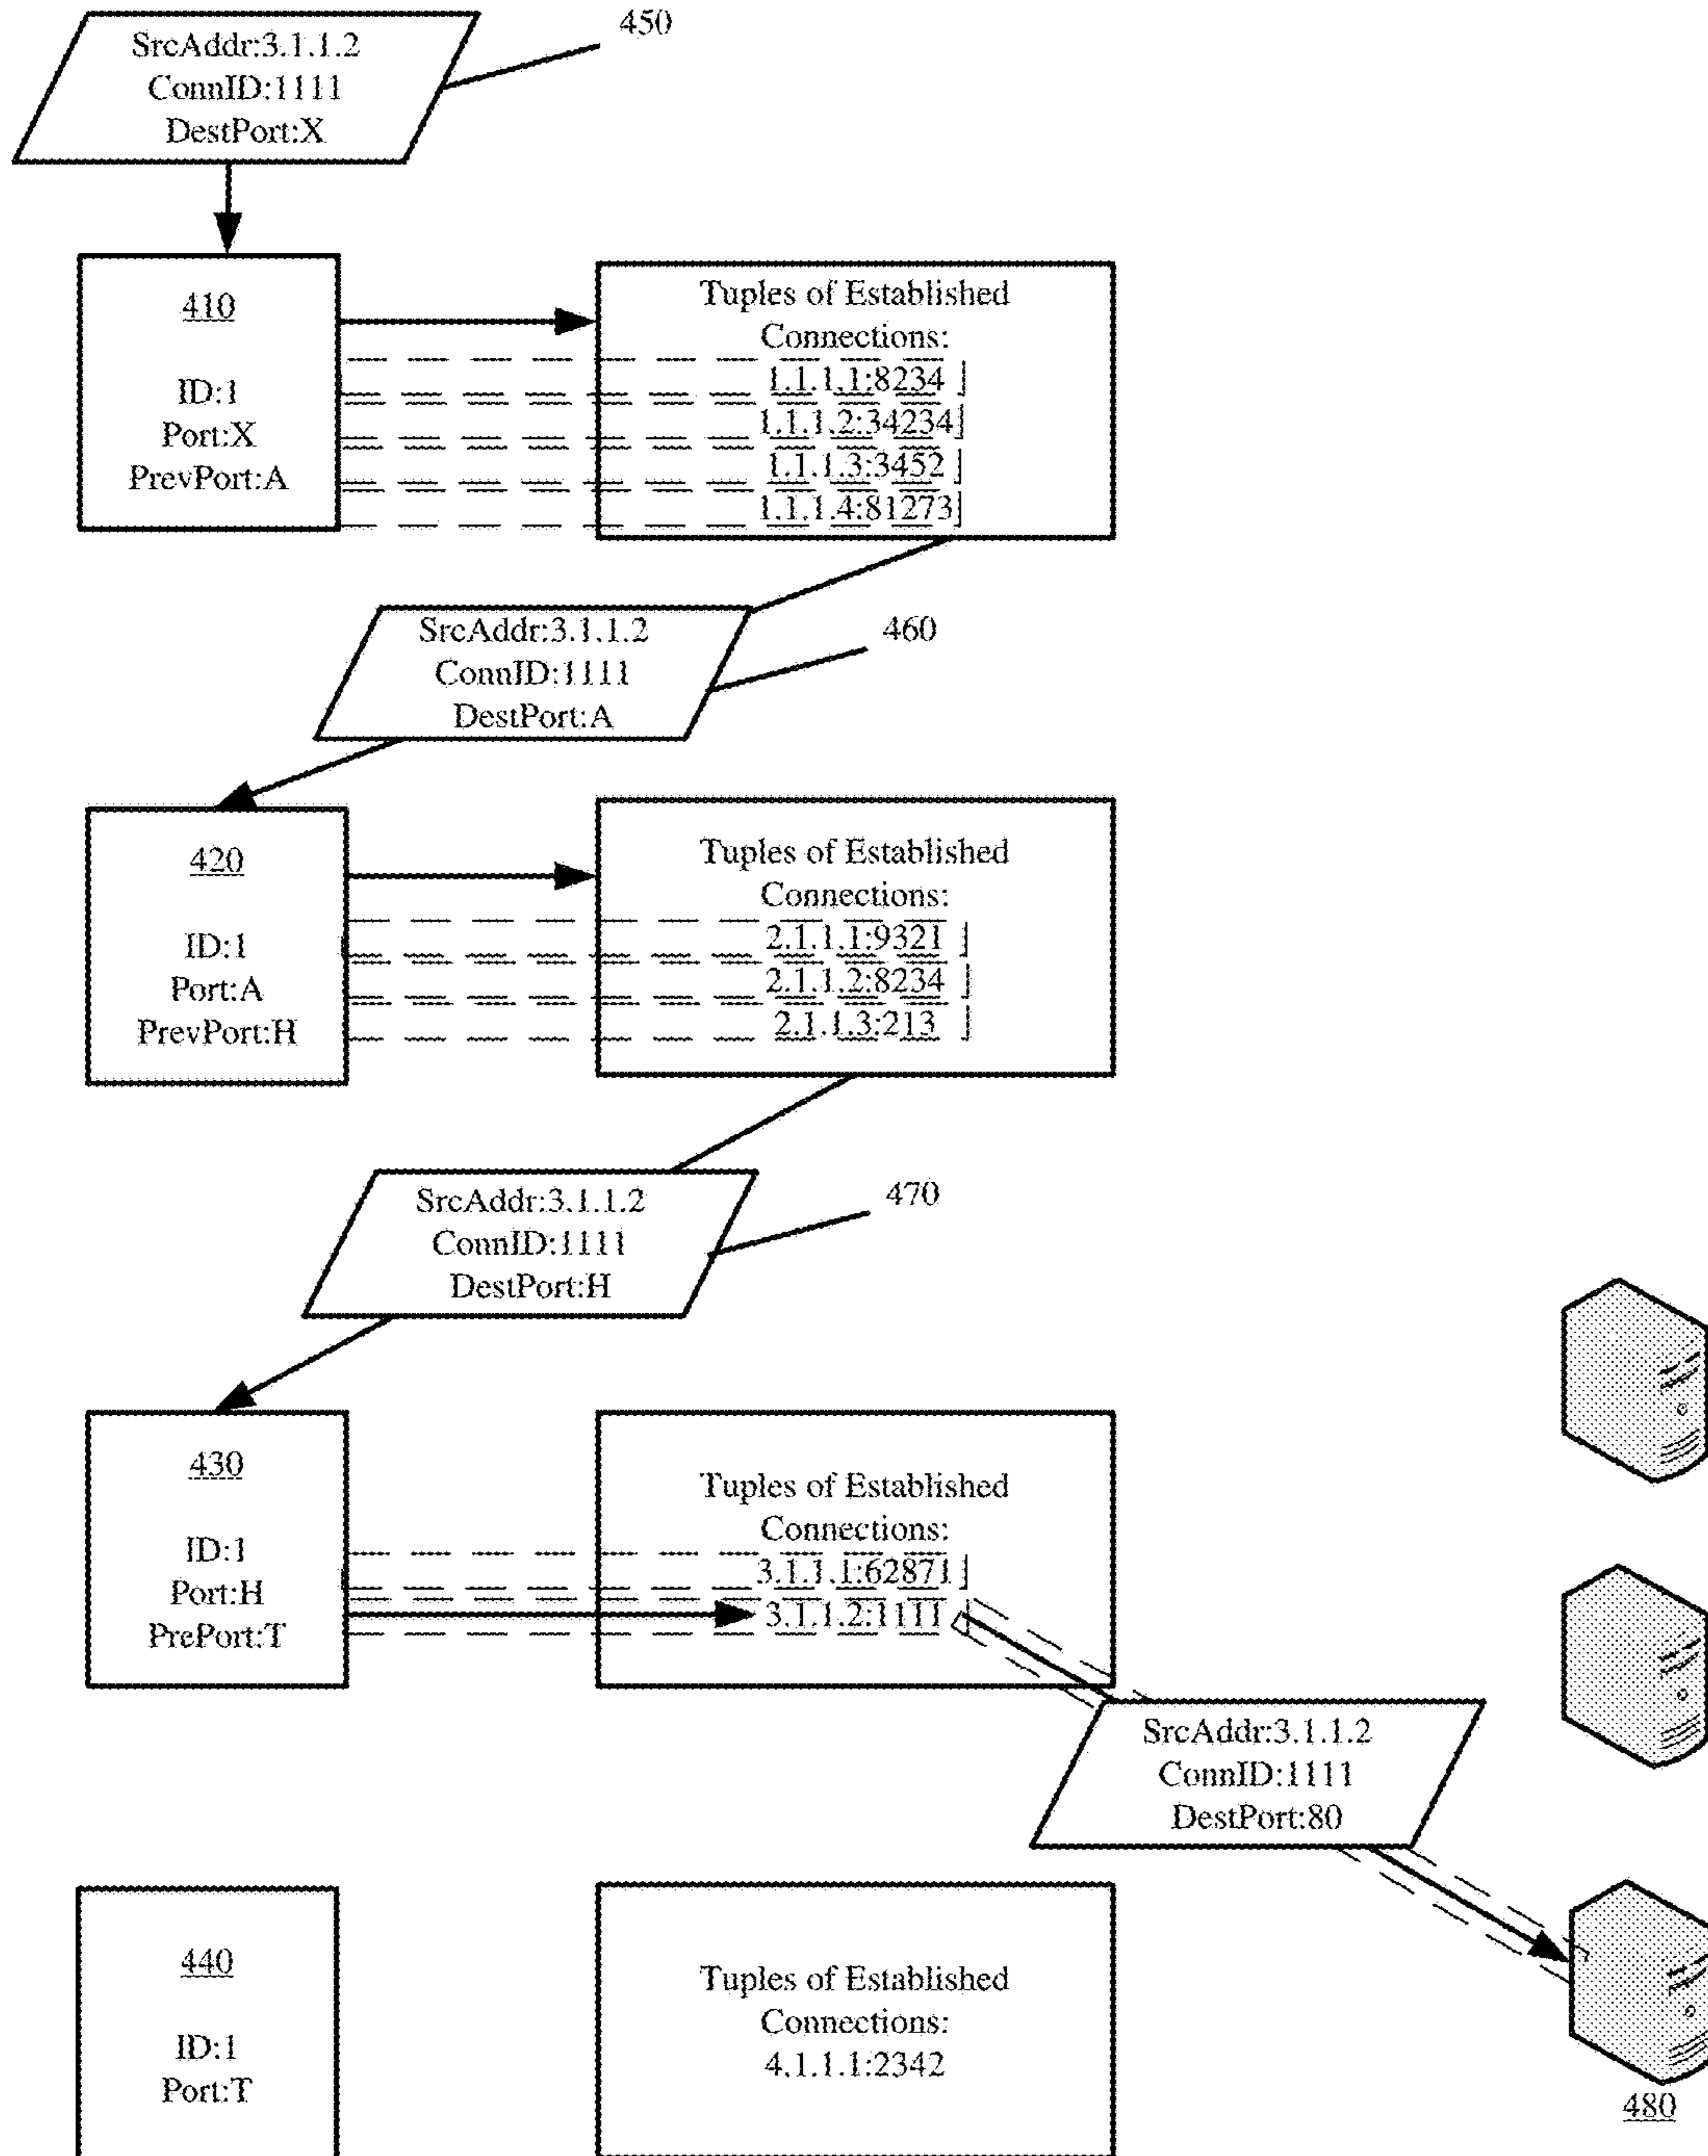 450
SrcAddr:3.1.1.2
ConnID:1111
DestPort:X
410
ID:1
Port:X
PrevPort:A
Tuples of Established
Connections:
1.1.1.1:8234
1.1.1.2:34234
1.1.1.3:3452
1.1.1.4:81273
SrcAddr:3.1.1.2
ConnID:1111
DestPort:A
460
420
ID:1
Port:A
PrevPort:H
Tuples of Established
Connections:
2.1.1.1:9321
2.1.1.2:8234
2.1.1.3:213
SrcAddr:3.1.1.2
ConnID:1111
DestPort:H
470
430
ID:1
Port:H
PrePort:T
Tuples of Established
Connections:
3.1.1.1:62871
3.1.1.2:1111
SrcAddr:3.1.1.2
ConnID:1111
DestPort:80
440
ID:1
Port:T
Tuples of Established
Connections:
4.1.1.1:2342
480